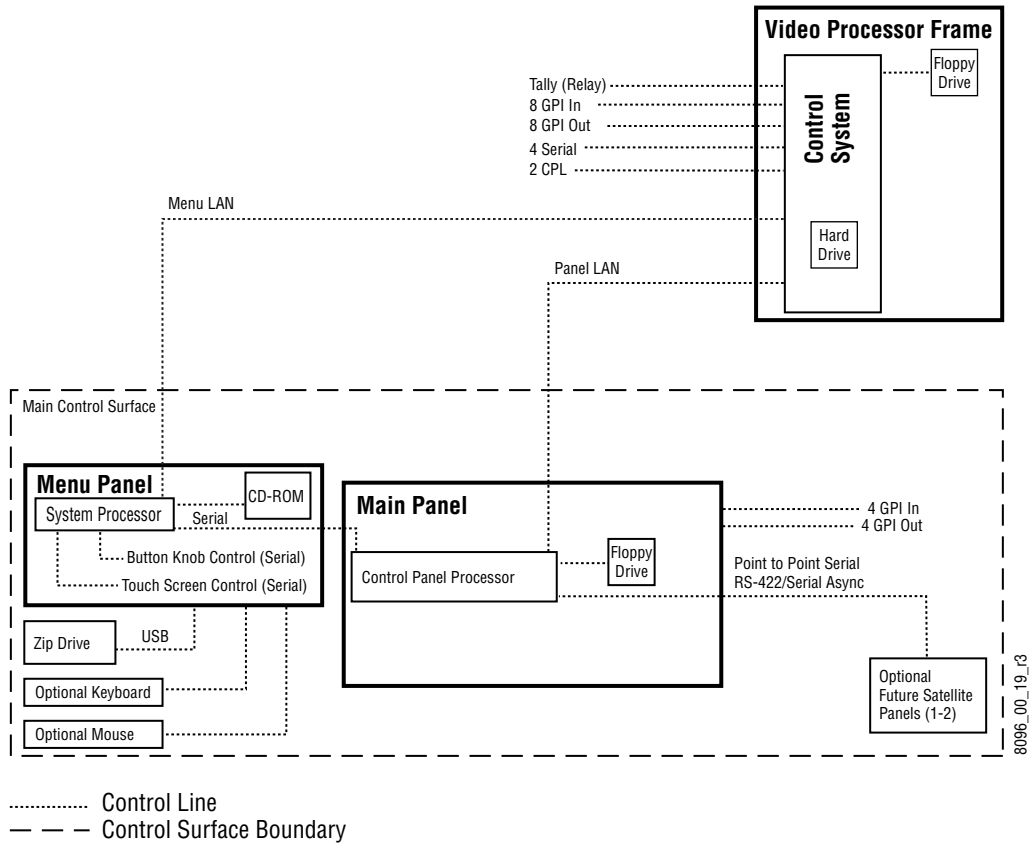 Video Processor Frame
Floppy
Drive
Control
System
Tally (Relay)
8 GPI In
8 GPI Out
4 Serial
2 CPL
Menu LAN
Hard
Drive
Panel LAN
Main Control Surface
Menu Panel
CD-ROM
System Processor
Serial
Button Knob Control (Serial)
Touch Screen Control (Serial)
Main Panel
4 GPI In
4 GPI Out
Floppy
Drive
Control Panel Processor
Point to Point Serial
RS-422/Serial Async
Zip Drive
USB
Optional Keyboard
Optional Mouse
Optional
Future Satellite
Panels (1-2)
8096_00_19_r3
Control Line
Control Surface Boundary